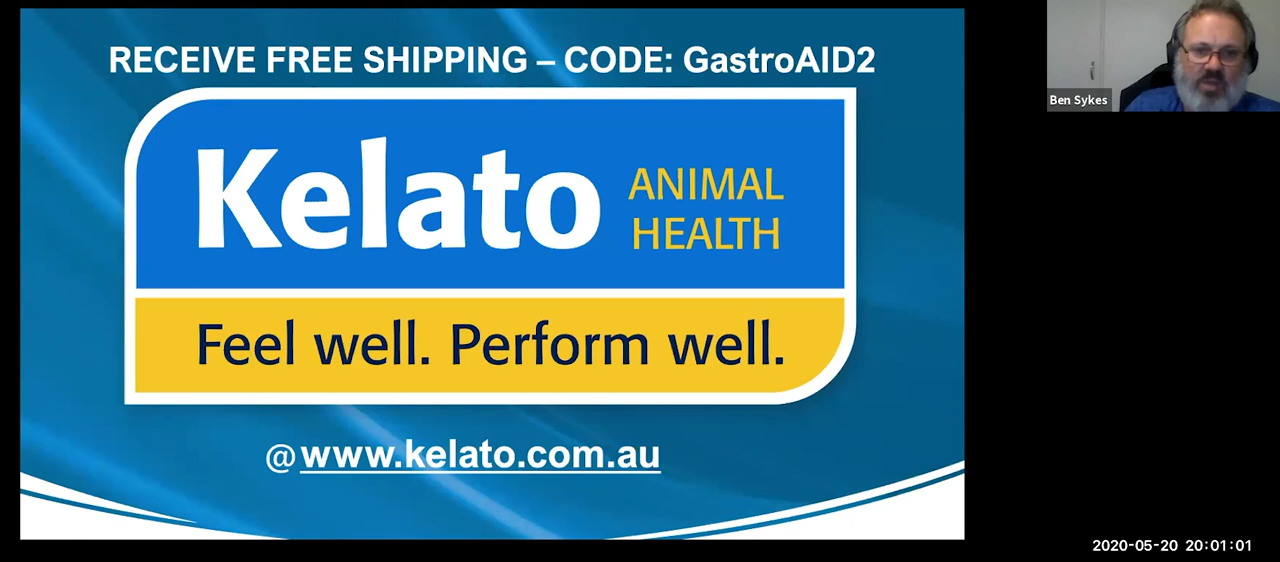 RECEIVE FREE SHIPPING – CODE: GastroAID2
Kelato ANIMAL HEALTH
Feel well. Perform well.
@www.kelato.com.au
Ben Sykes
2020-05-20 20:01:01